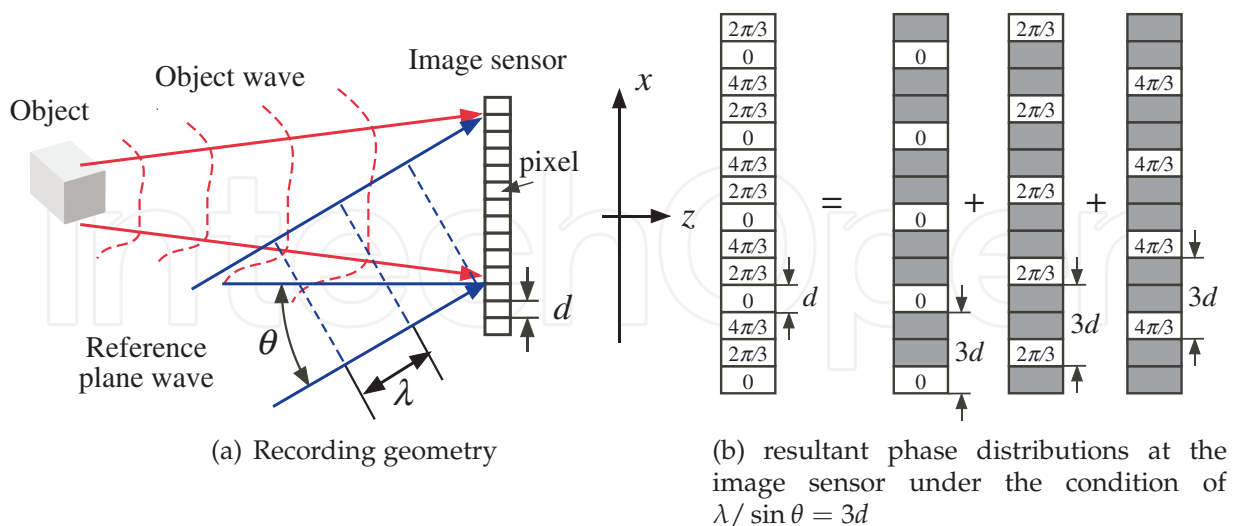 Object
Object wave
Image sensor
pixel
x
z
d
θ
λ
Reference
plane wave
(a) Recording geometry
2π/3
0
4π/3
2π/3
0
4π/3
2π/3
0
4π/3
2π/3
0
4π/3
2π/3
0
d
=
0
0
0
0
0
3d
+
2π/3
2π/3
2π/3
2π/3
2π/3
3d
+
4π/3
4π/3
4π/3
4π/3
3d
(b) resultant phase distributions at the
image sensor under the condition of
λ/ sin θ = 3d
IntechOpen